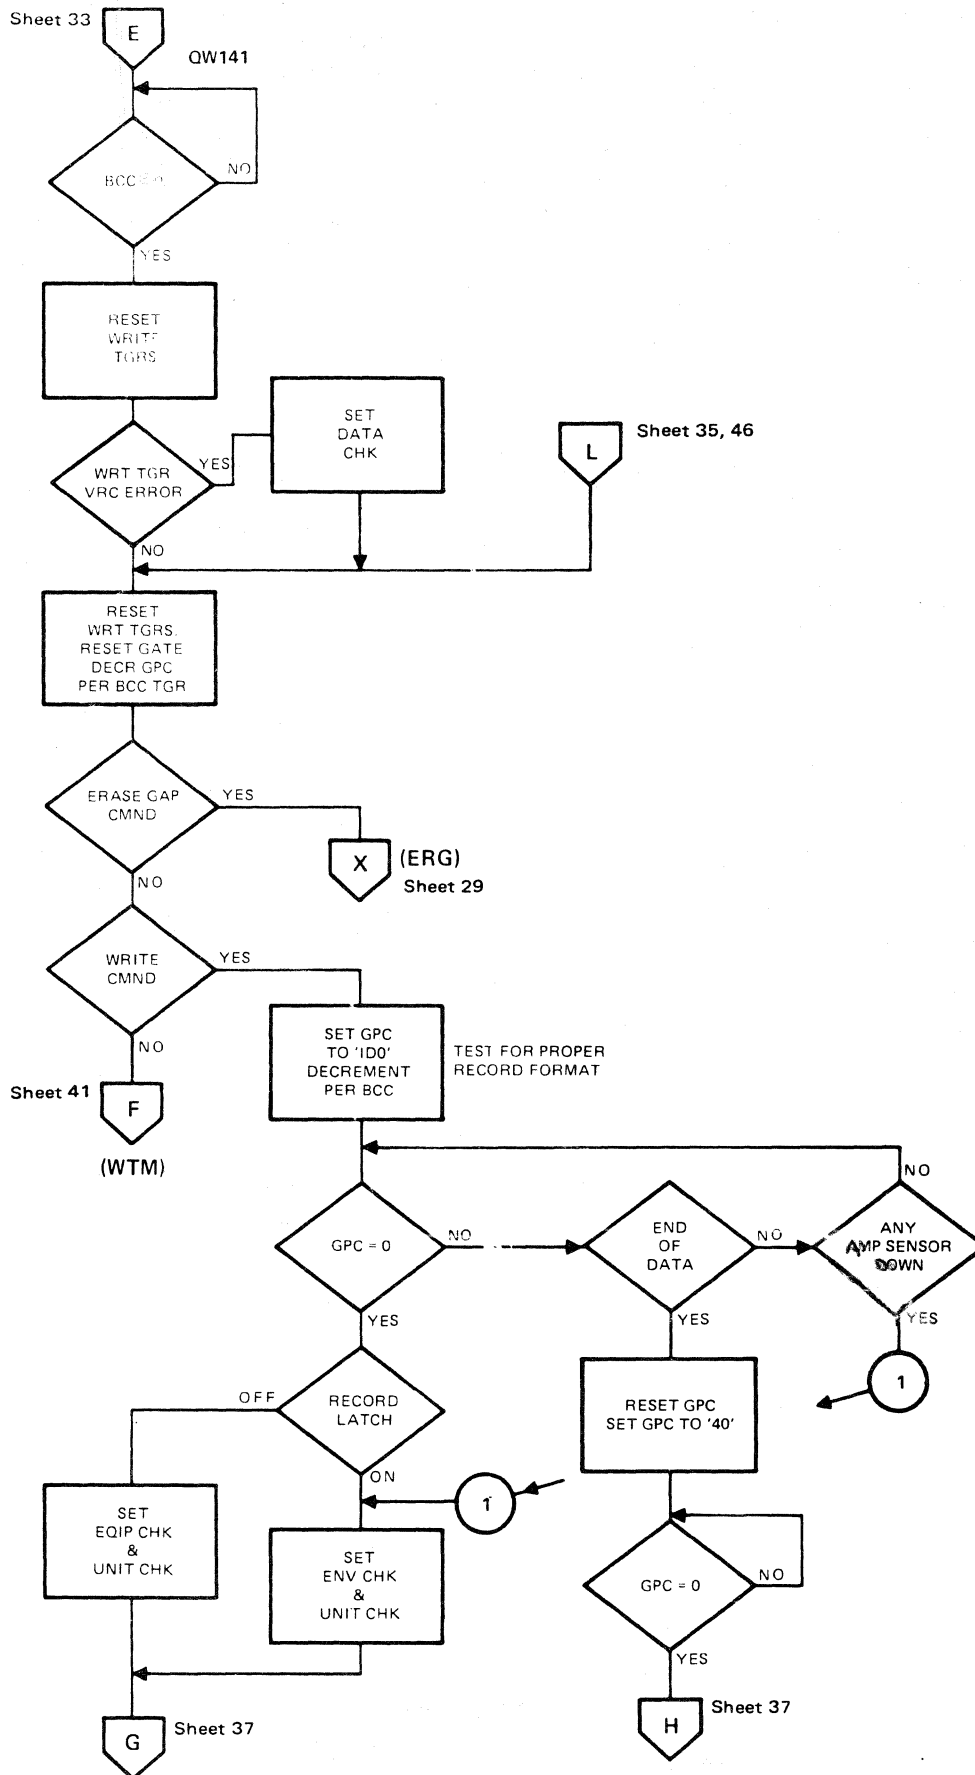 Sheet 33
E
QW141
NO
BCC = 0
YES
RESET
WRITE
TGRS
SET
DATA
CHK
L
Sheet 35, 46
WRT TGR
VRC ERROR
YES
NO
RESET
WRT TGRS.
RESET GATE
DECR GPC
PER BCC TGR
ERASE GAP
CMND
YES
X
(ERG)
Sheet 29
NO
WRITE
CMND
YES
NO
SET GPC
TO 'ID0'
DECREMENT
PER BCC
TEST FOR PROPER
RECORD FORMAT
Sheet 41
F
(WTM)
GPC = 0
NO
END
OF
DATA
NO
ANY
AMP SENSOR
DOWN
NO
YES
YES
YES
1
RECORD
LATCH
OFF
ON
RESET GPC
SET GPC TO '40'
1
SET
EQIP CHK
&
UNIT CHK
SET
ENV CHK
&
UNIT CHK
GPC = 0
NO
YES
G
Sheet 37
H
Sheet 37